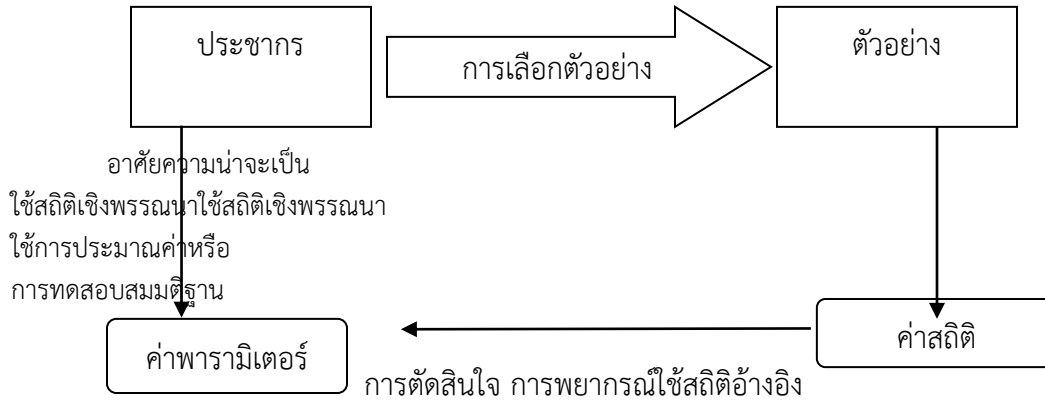 ประชากร
การเลือกตัวอย่าง
ตัวอย่าง
อาศัยความน่าจะเป็น
ใช้สถิติเชิงพรรณนาใช้สถิติเชิงพรรณนา
ใช้การประมาณค่าหรือ
การทดสอบสมมติฐาน
ค่าพารามิเตอร์
ค่าสถิติ
การตัดสินใจ การพยากรณ์ใช้สถิติอ้างอิง